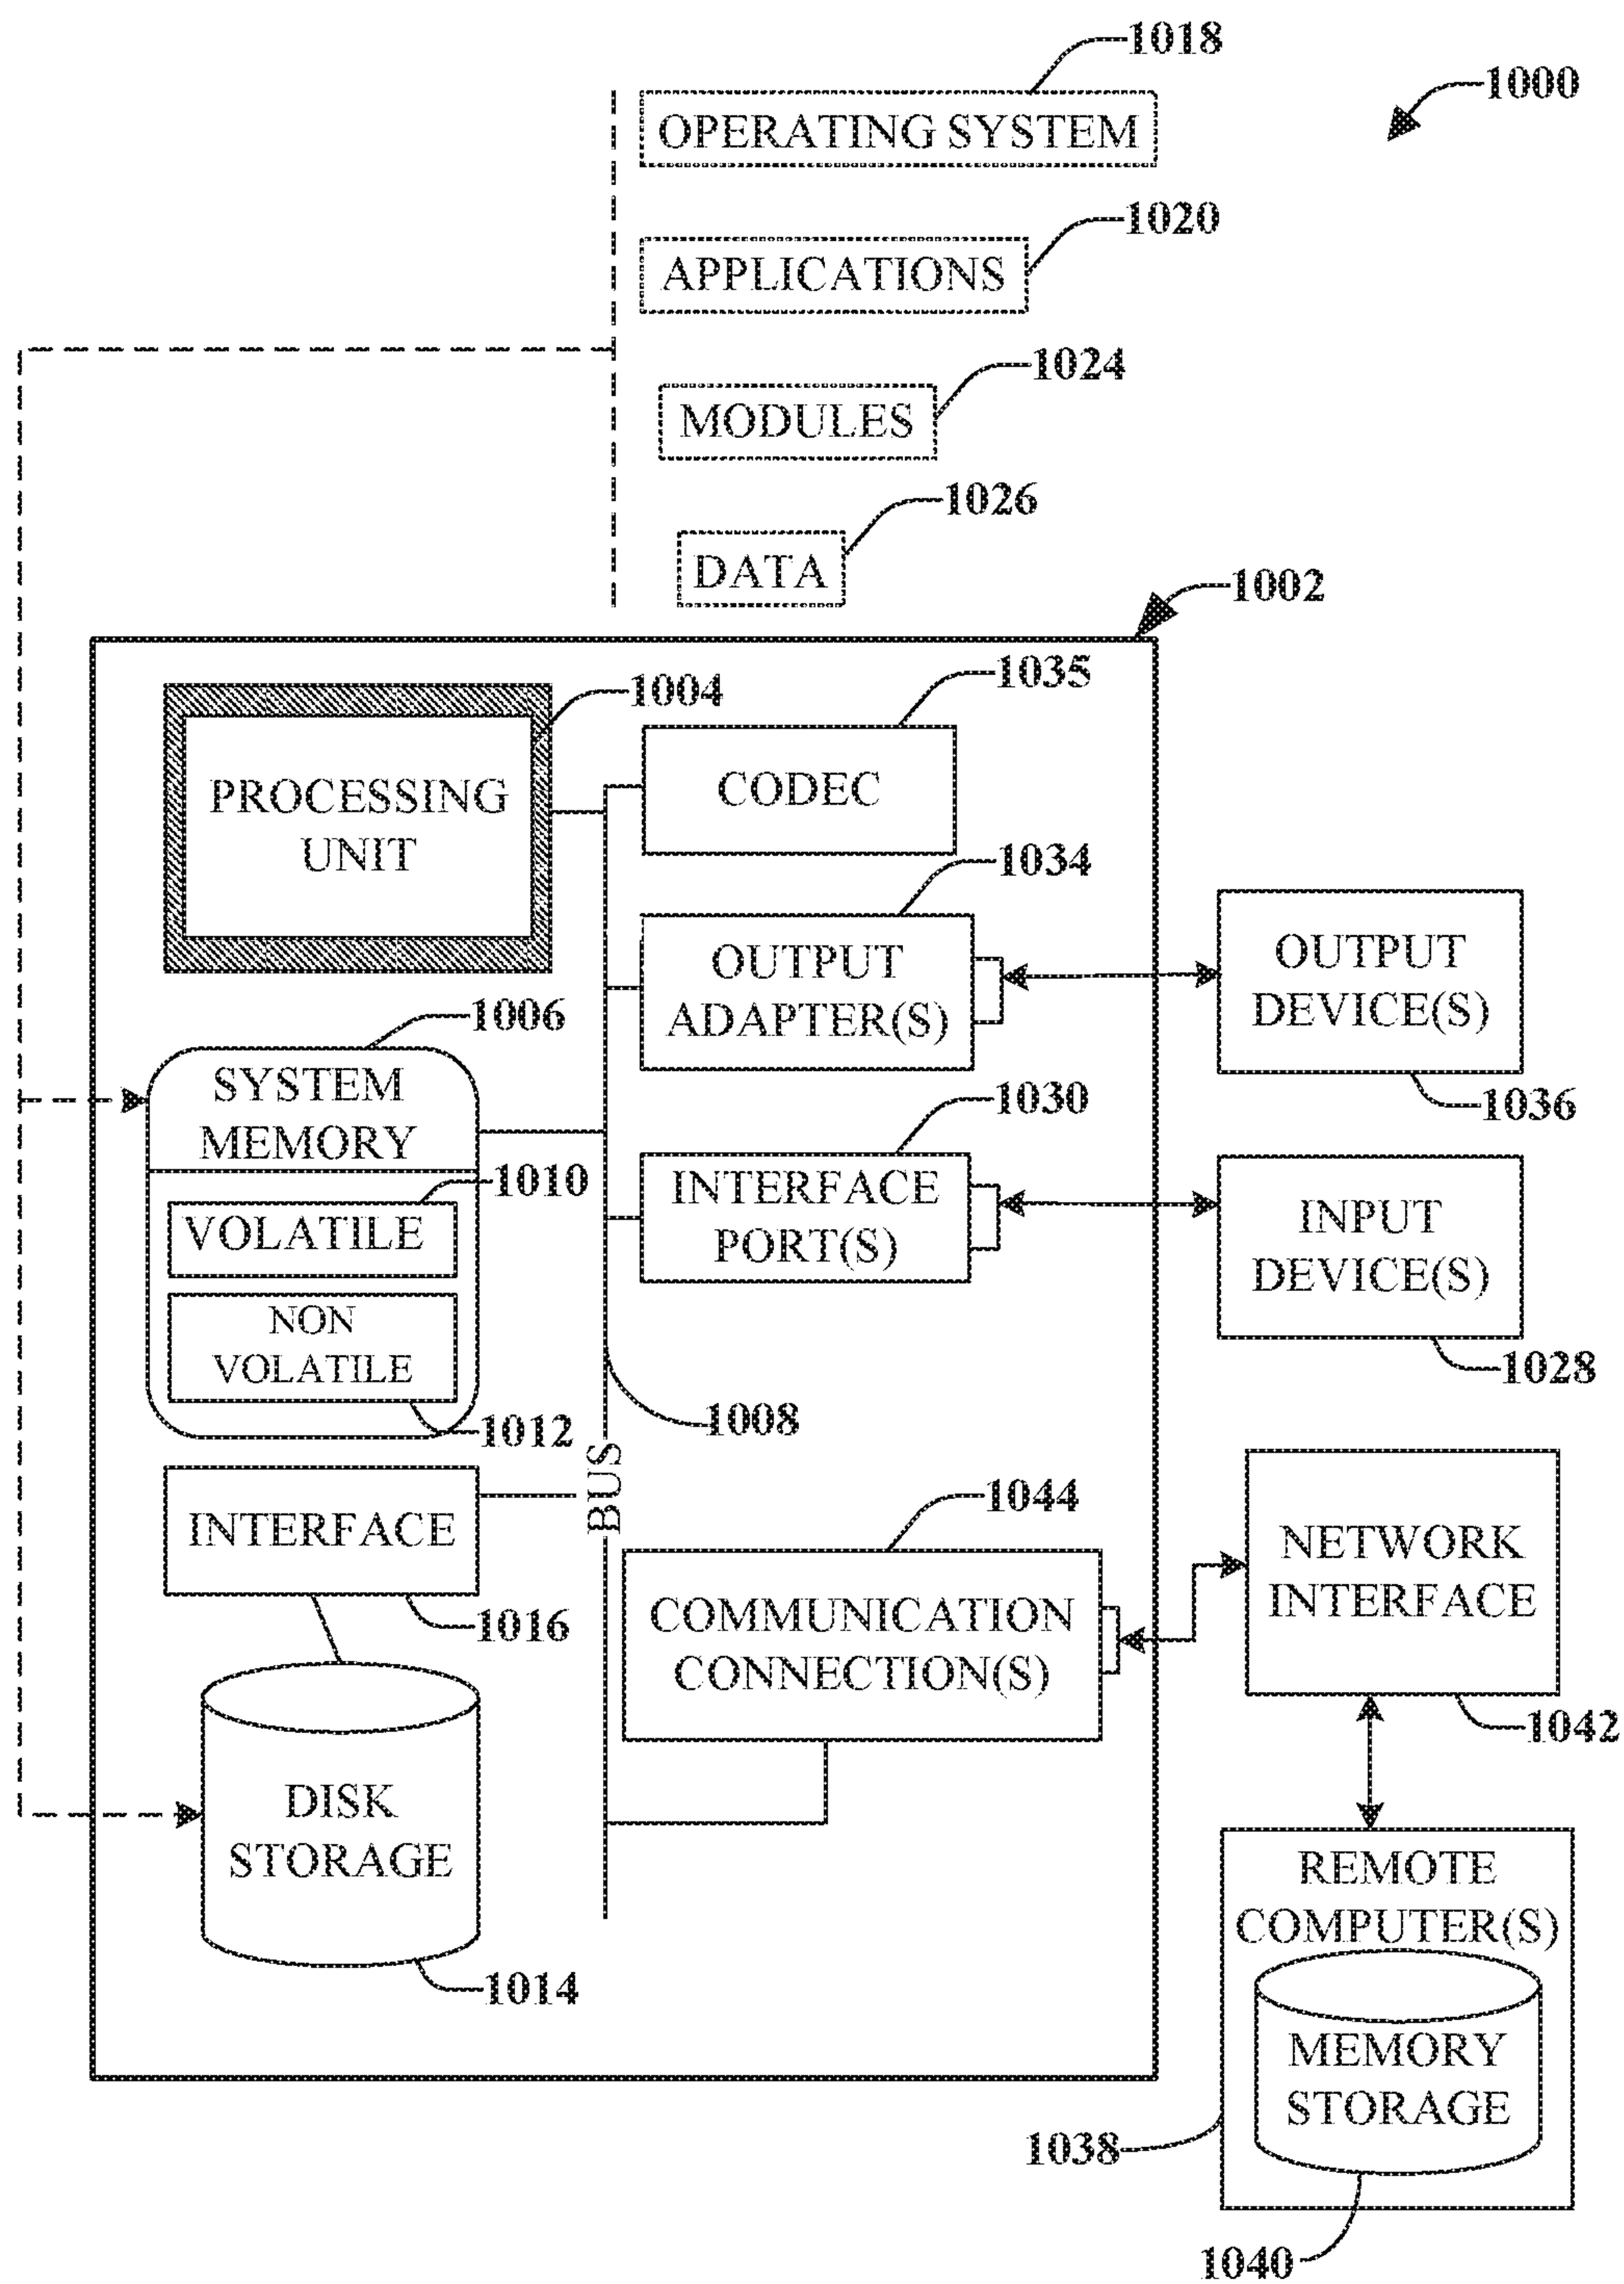 1018
1000
OPERATING SYSTEM
1020
APPLICATIONS
1024
MODULES
1026
DATA
1002
1004
PROCESSING
UNIT
1035
CODEC
1034
OUTPUT
ADAPTER(S)
OUTPUT
DEVICE(S)
1036
1006
SYSTEM
MEMORY
1010
VOLATILE
NON
VOLATILE
1012
1030
INTERFACE
PORT(S)
INPUT
DEVICE(S)
1028
1008
BUS
INTERFACE
1016
1044
COMMUNICATION
CONNECTION(S)
NETWORK
INTERFACE
1042
DISK
STORAGE
1014
REMOTE
COMPUTER(S)
MEMORY
STORAGE
1038
1040